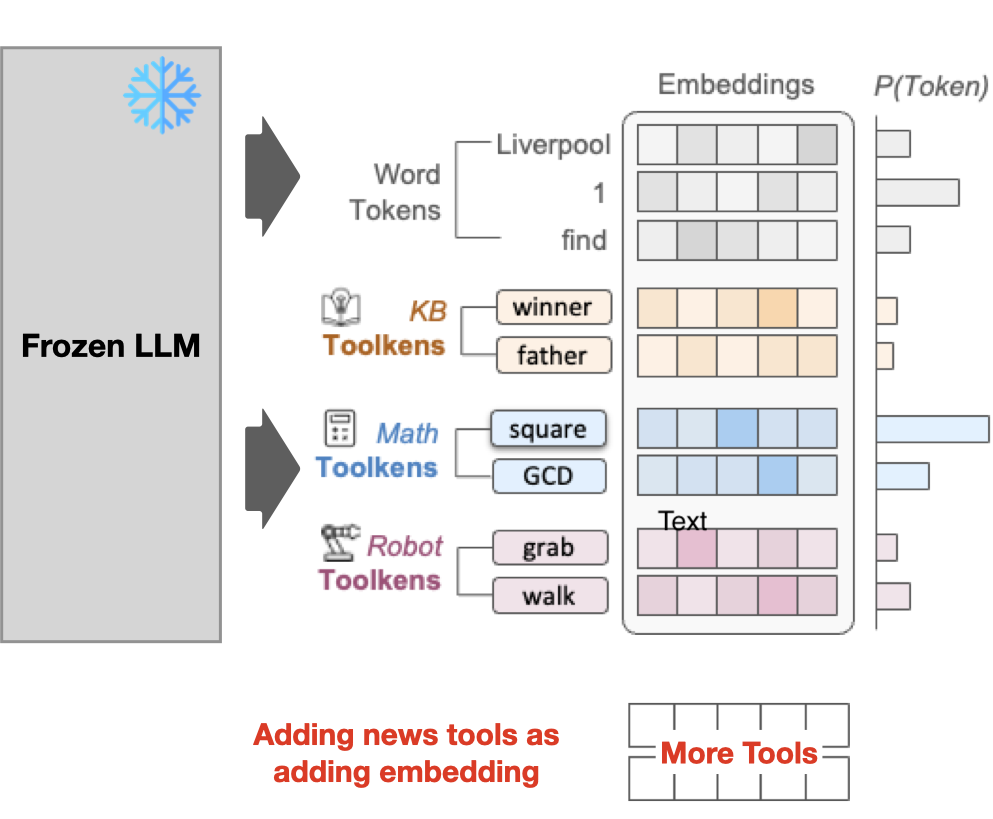 Embeddings
P(Token)
Frozen LLM
Word
Tokens
Liverpool
1
find
KB
Toolkens
winner
father
Math
Toolkens
square
GCD
Text
Robot
Toolkens
grab
walk
Adding news tools as
adding embedding
More Tools